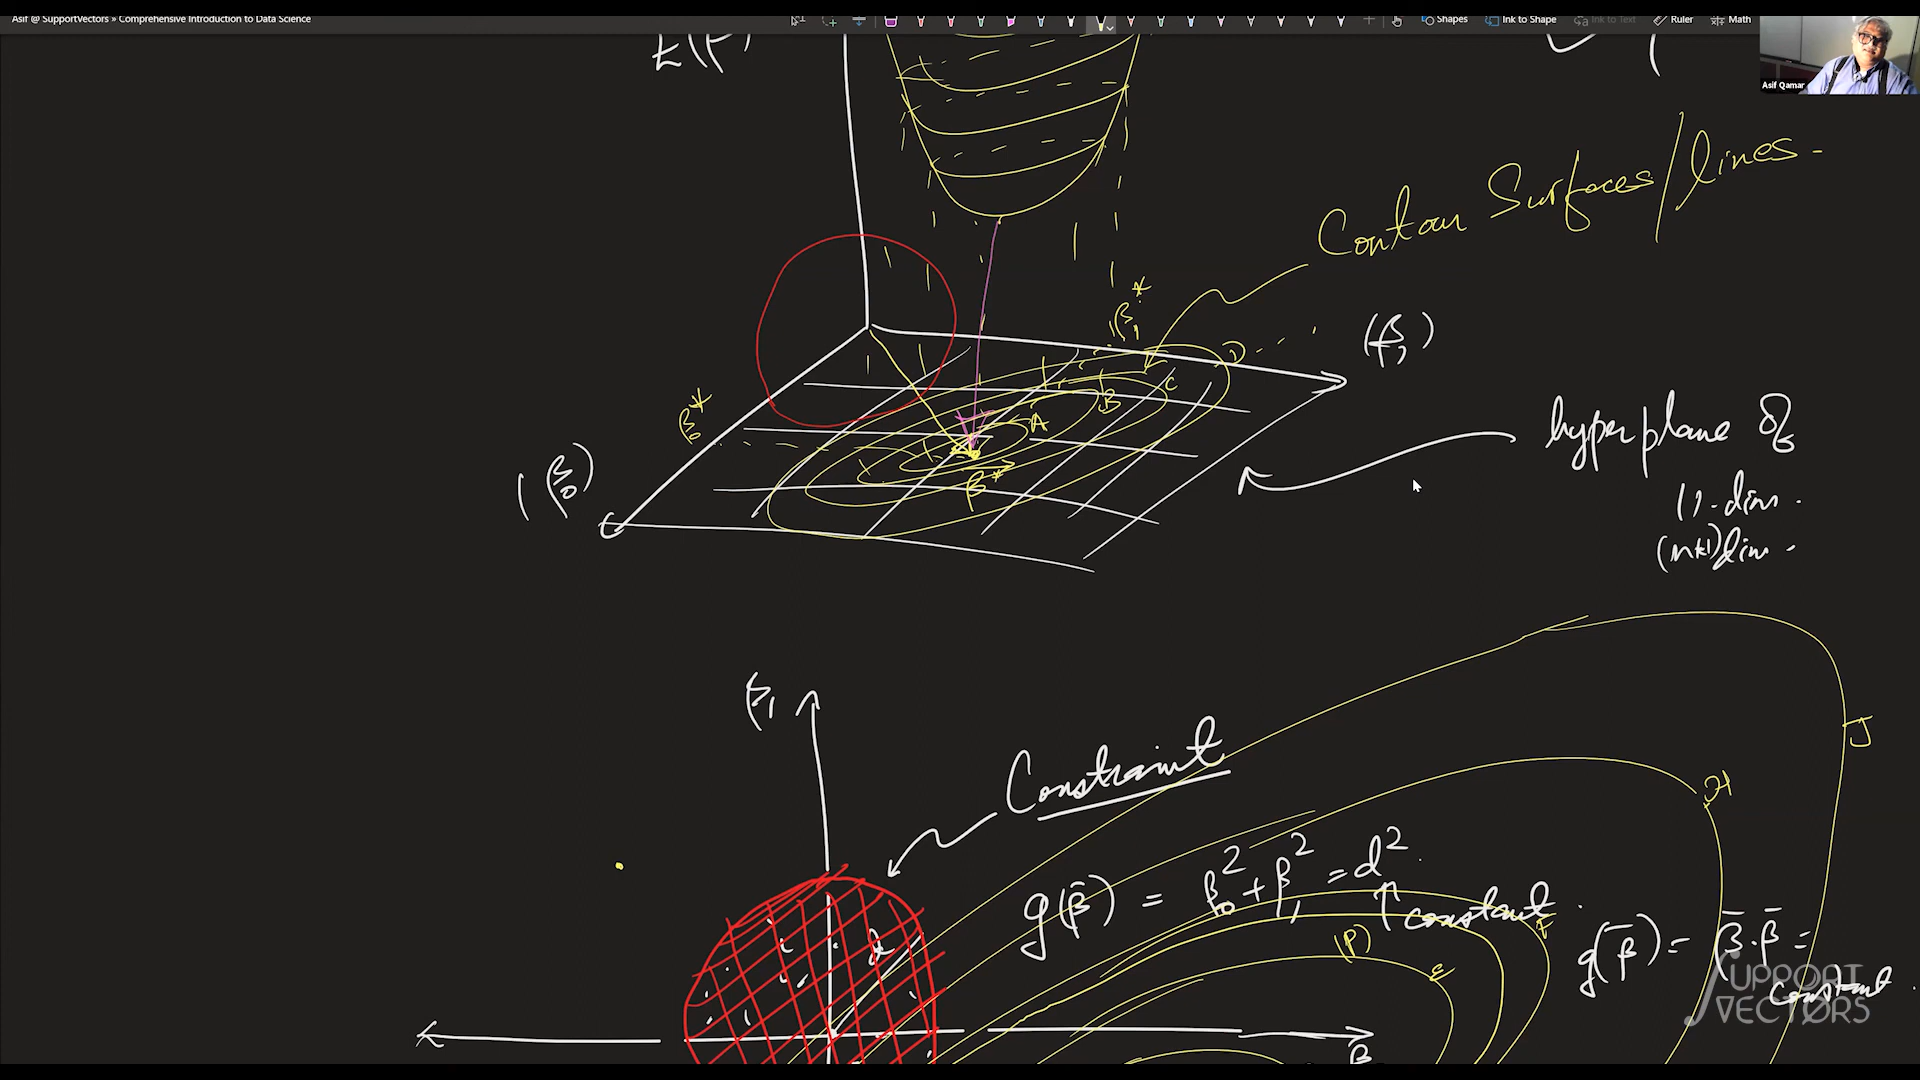 Asif @ SupportVectors » Comprehensive Introduction to Data Science
Shapes
Ink to Shape
Ink to Text
Ruler
Math
Asif Qamar
Contour Surfaces/lines
β₁*
D
(β₁)
C
B
A
β₀*
β*
(β₀)
hyperplane of
(n+1) dim
β₁
Constraint
J
H
g(β̄) = β₀² + β₁² = d²
constant
d
(P)
E
g(β̄) = β̄·β̄ =
constant
SUPPORT
VECTORS